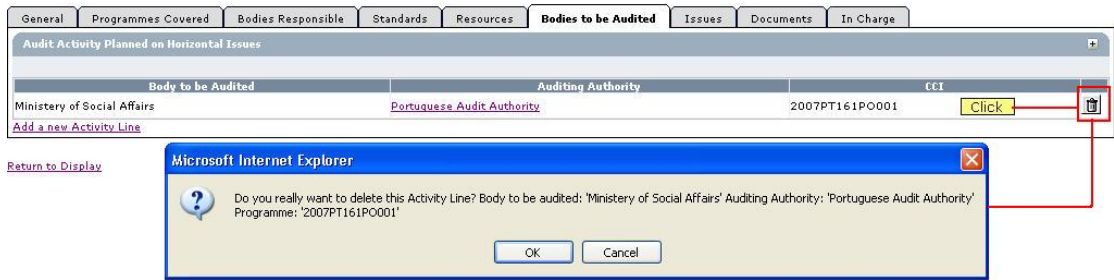 General Programmes Covered Bodies Responsible Standards Resources Bodies to be Audited Issues Documents In Charge
Audit Activity Planned on Horizontal Issues
Body to be Audited Auditing Authority CCI
Ministery of Social Affairs Portuguese Audit Authority 2007PT161PO001 Click
Add a new Activity Line
Return to Display
Microsoft Internet Explorer
Do you really want to delete this Activity Line? Body to be audited: 'Ministery of Social Affairs' Auditing Authority: 'Portuguese Audit Authority'
Programme: '2007PT161PO001'
OK Cancel